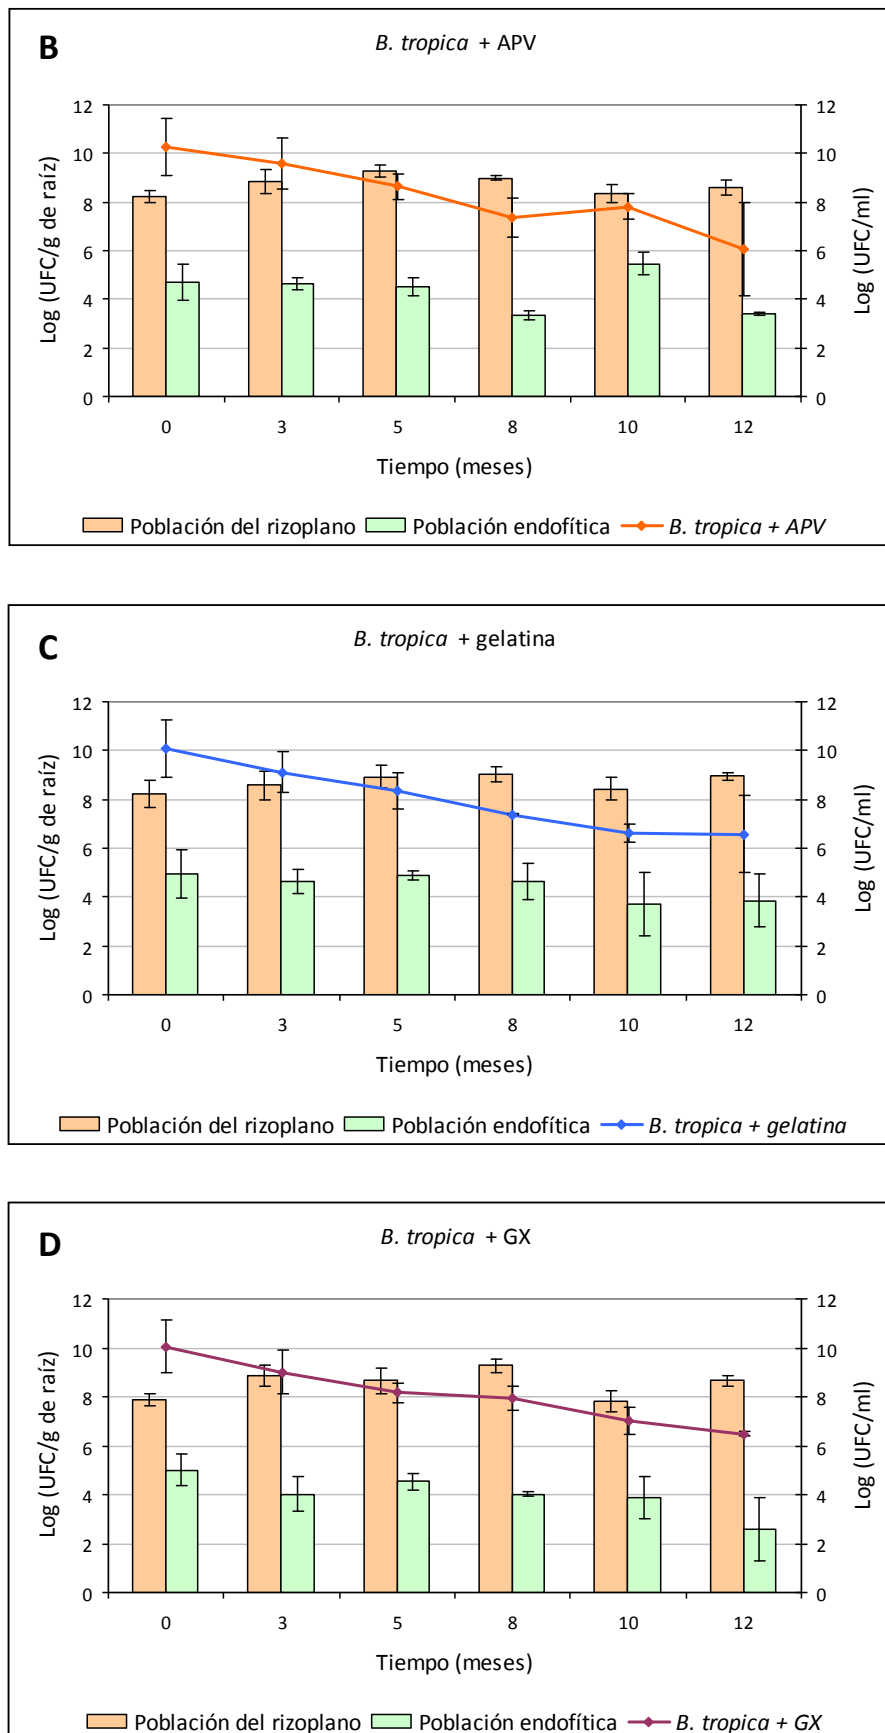 B
B. tropica + APV
Log (UFC/g de raíz)
12
10
8
6
4
2
0
12
10
8
6
4
2
0
Log (UFC/ml)
0 3 5 8 10 12
Tiempo (meses)
Población del rizoplano Población endofítica B. tropica + APV
C
B. tropica + gelatina
Log (UFC/g de raíz)
12
10
8
6
4
2
0
12
10
8
6
4
2
0
Log (UFC/ml)
0 3 5 8 10 12
Tiempo (meses)
Población del rizoplano Población endofítica B. tropica + gelatina
D
B. tropica + GX
Log (UFC/g de raíz)
12
10
8
6
4
2
0
12
10
8
6
4
2
0
Log (UFC/ml)
0 3 5 8 10 12
Tiempo (meses)
Población del rizoplano Población endofítica B. tropica + GX